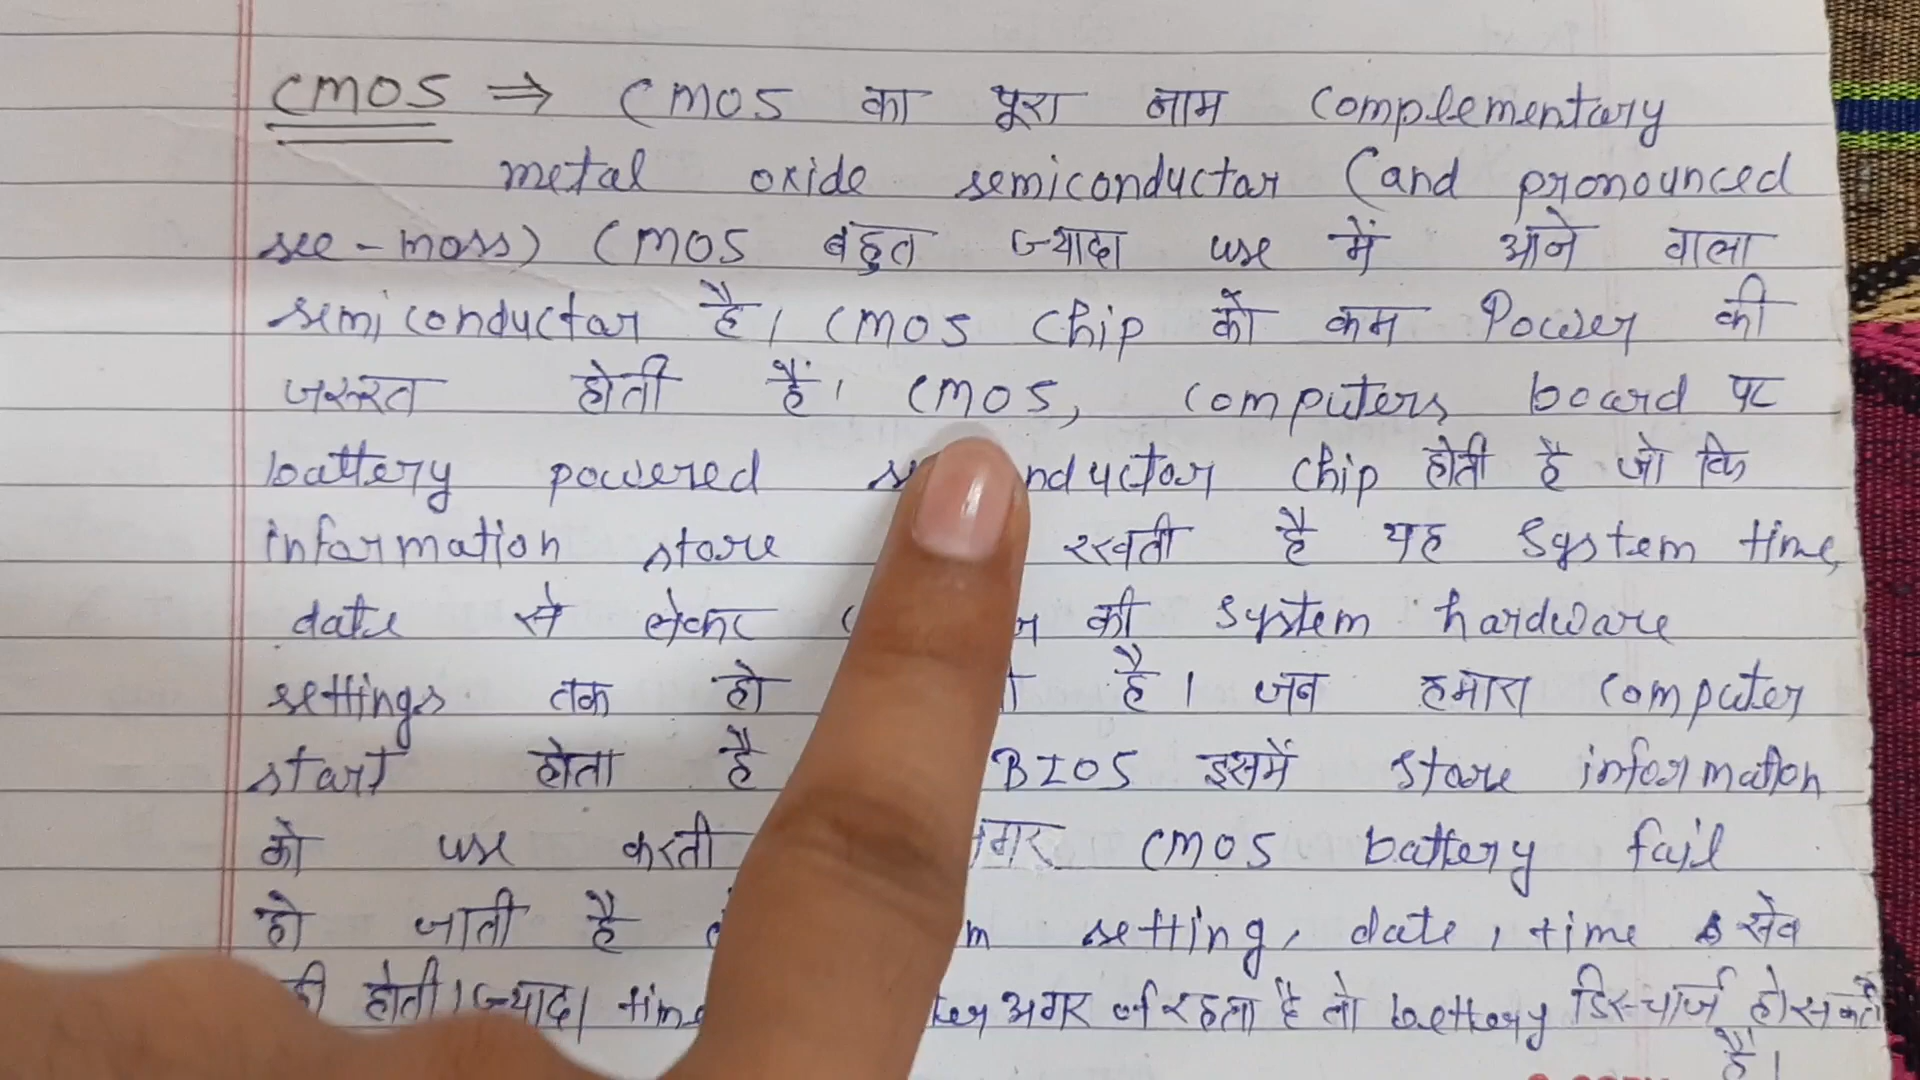 CMOS ⇒ CMOS का पूरा नाम Complementary
metal oxide semiconductor (and pronounced
see-moss) CMOS बहुत ज्यादा use में आने वाला
semiconductor है। CMOS Chip को कम Power की
जरूरत होती है। CMOS, Computers board पर
battery powered chip होती है जो कि
information store रखती है यह System time,
date से लेकर की system hardware
settings तक हो है। जब हमारा Computer
start होता है BIOS इसमें Store information
को use करती CMOS battery fail
हो जाती है setting, date, time सेव
होती। ज्यादा time अगर रहता है तो battery डिस्चार्ज हो सकती
है।